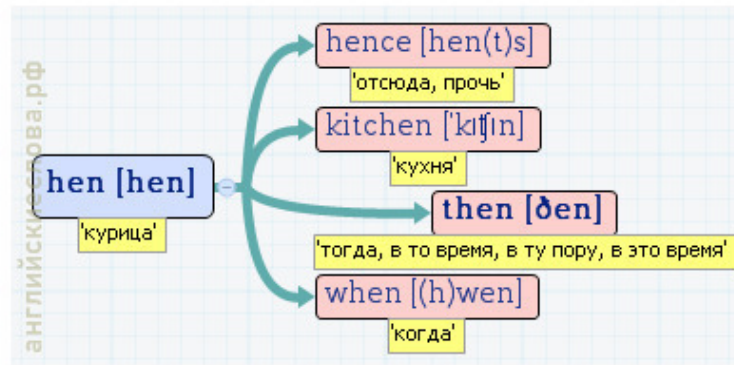 hence [hen(t)s]
'отсюда, прочь'
kitchen ['kɪʧɪn]
'кухня'
hen [hen]
'курица'
then [ðen]
'тогда, в то время, в ту пору, в это время'
when [(h)wen]
'когда'
английскиеслова.рф